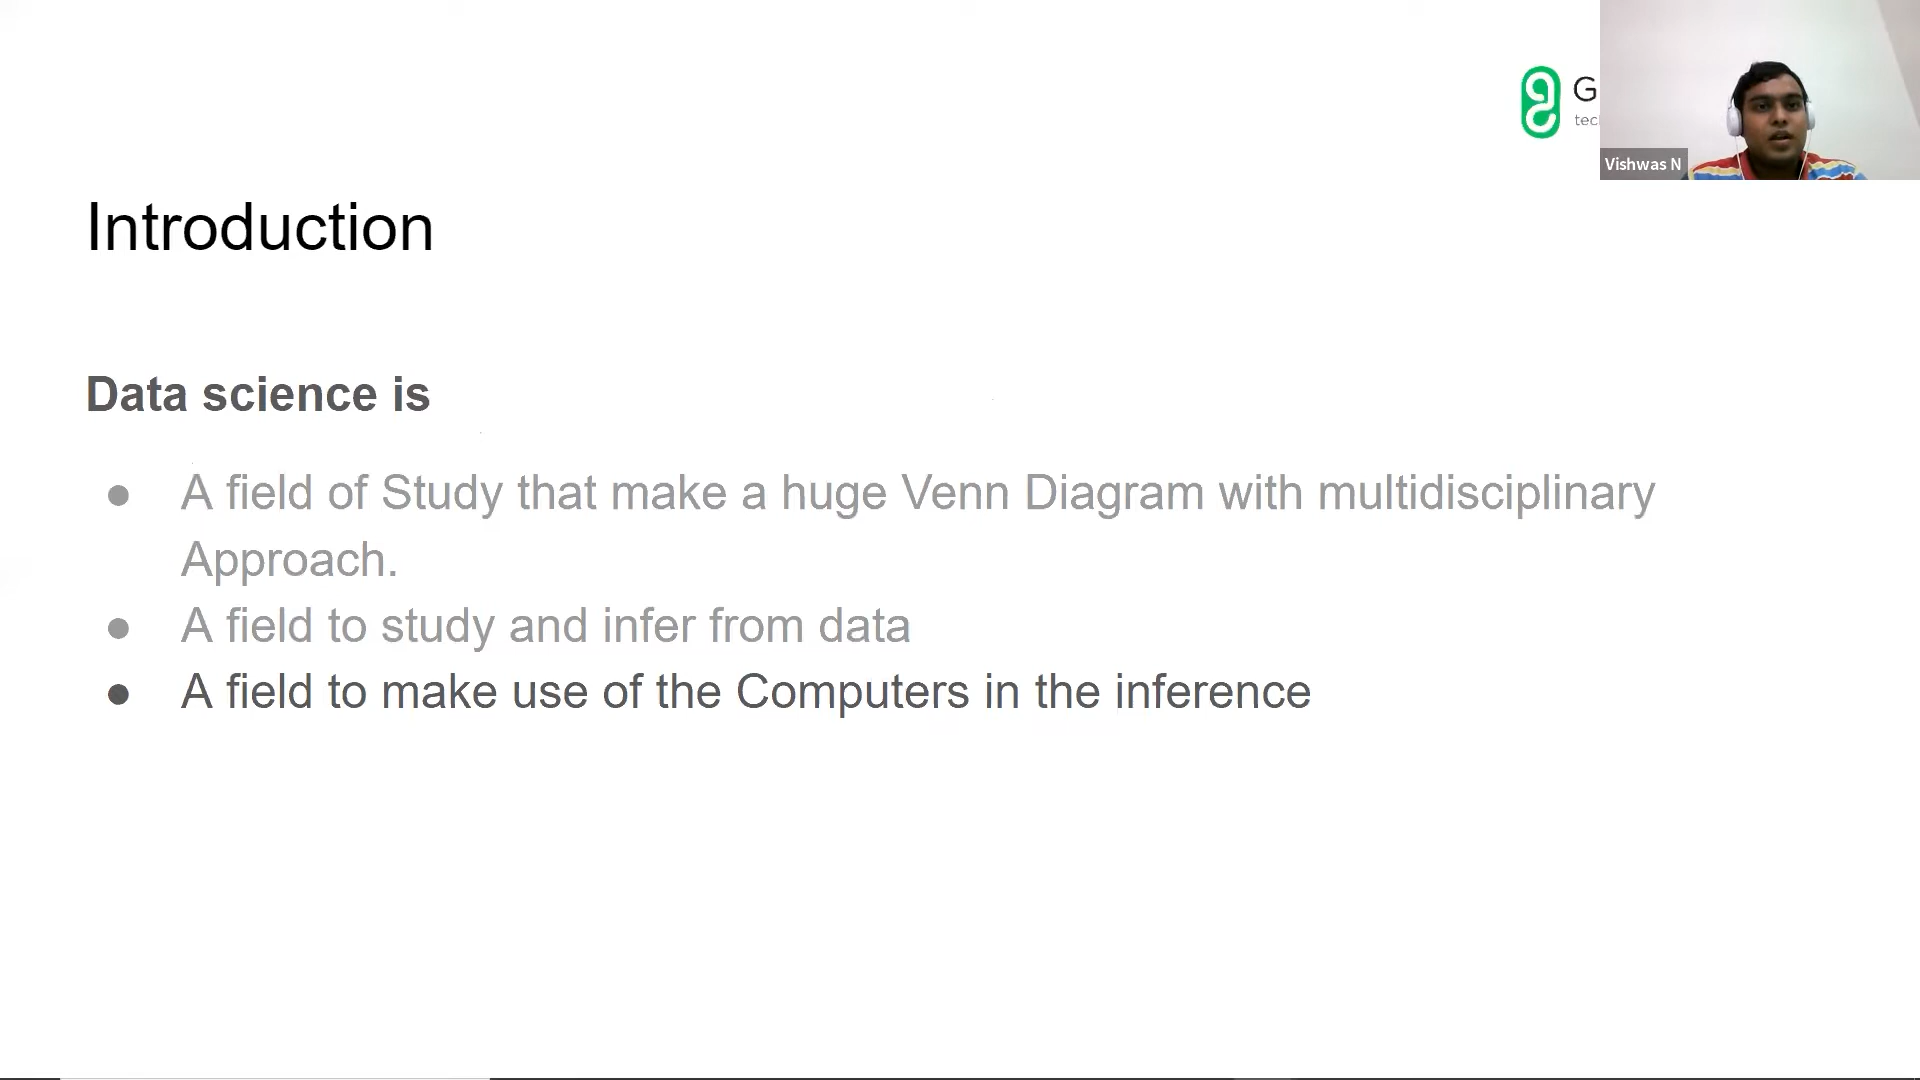 G
tec
Vishwas N
Introduction
Data science is
● A field of Study that make a huge Venn Diagram with multidisciplinary
Approach.
● A field to study and infer from data
● A field to make use of the Computers in the inference